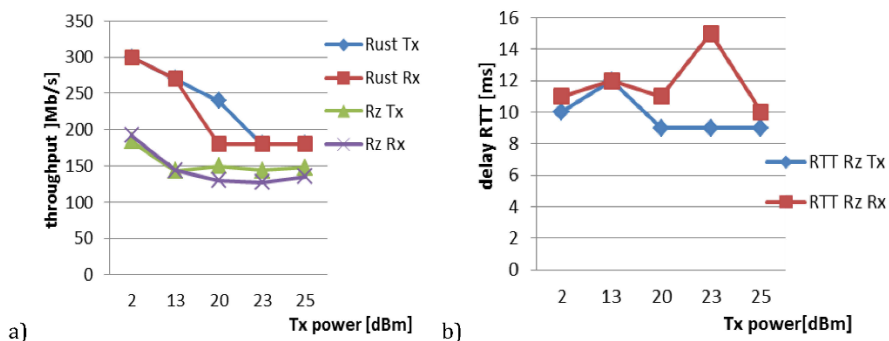 350
300
250
200
150
100
50
0
throughput ]Mb/s]
2 13 20 23 25
Tx power [dBm]
Rust Tx
Rust Rx
Rz Tx
Rz Rx
a)
16
14
12
10
8
6
4
2
0
delay RTT [ms]
2 13 20 23 25
Tx power[dBm]
RTT Rz Tx
RTT Rz Rx
b)